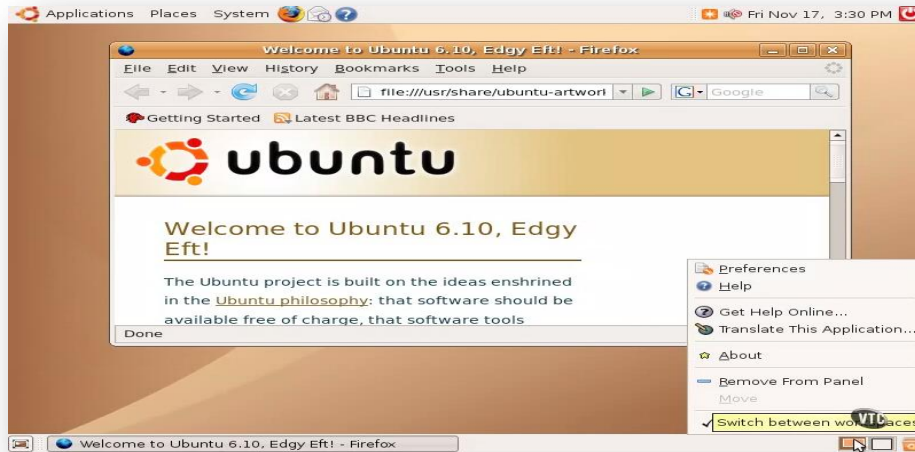 Applications Places System
Fri Nov 17, 3:30 PM
Welcome to Ubuntu 6.10, Edgy Eft! - Firefox
File Edit View History Bookmarks Tools Help
file:///usr/share/ubuntu-artworl
G Google
Getting Started Latest BBC Headlines
ubuntu
Welcome to Ubuntu 6.10, Edgy
Eft!
The Ubuntu project is built on the ideas enshrined
in the Ubuntu philosophy: that software should be
available free of charge, that software tools
Done
Preferences
Help
Get Help Online...
Translate This Application...
About
Remove From Panel
Move
Switch between
VTC
Welcome to Ubuntu 6.10, Edgy Eft! - Firefox